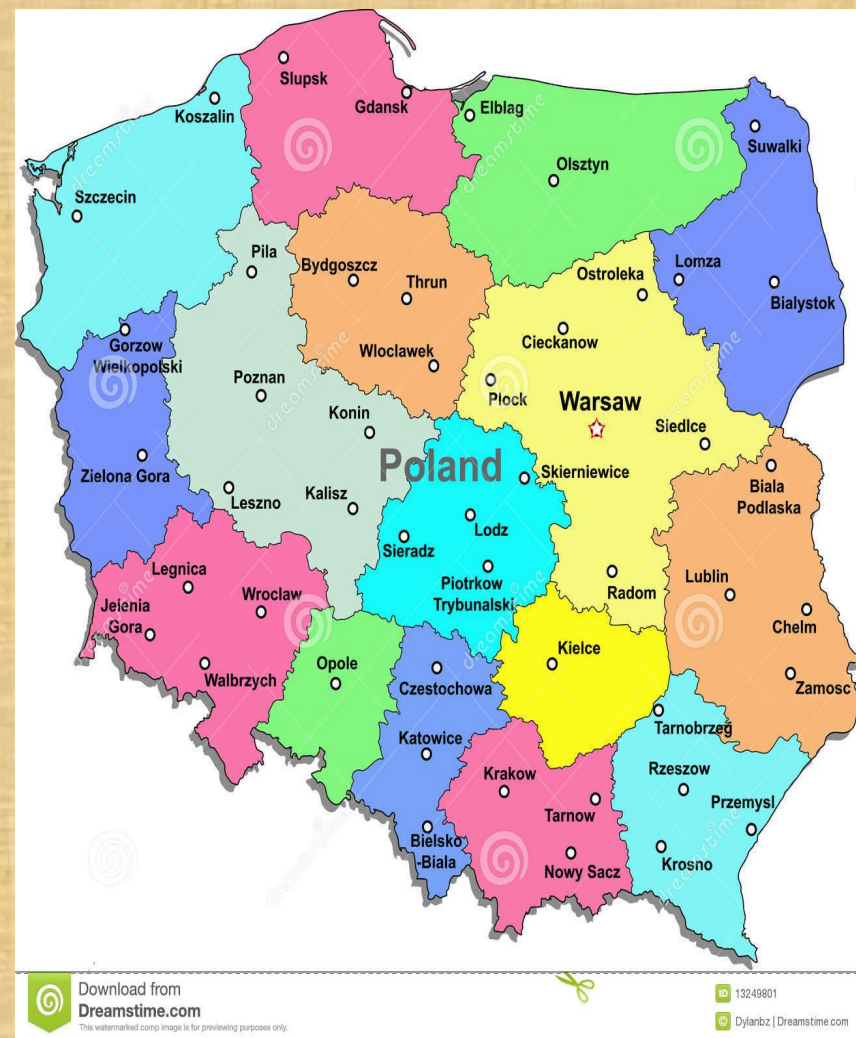 Slupsk
Gdansk
Koszalin
Elblag
Suwalki
Olsztyn
Szczecin
Pila
Bydgoszcz
Thrun
Ostroleka
Lomza
Bialystok
Gorzow
Wielkopolski
Cieckanow
Wloclawek
Poznan
Plock
Warsaw
Konin
Siedlce
Poland
Zielona Gora
Skierniewice
Biala
Podlaska
Leszno
Kalisz
Lodz
Sieradz
Legnica
Piotrkow
Trybunalski
Wroclaw
Radom
Lublin
Jelenia
Gora
Chelm
Kielce
Opole
Walbrzych
Czestochowa
Zamosc
Tarnobrzeg
Katowice
Krakow
Rzeszow
Przemysl
Tarnow
Bielsko
-Biala
Nowy Sacz
Krosno
dreamstime
Download from
Dreamstime.com
This watermarked comp image is for previewing purposes only.
ID 13249801
© Dylanbz | Dreamstime.com